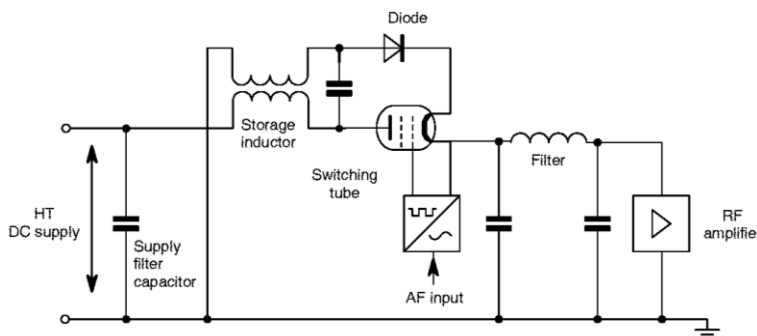 Diode
Storage
inductor
Switching
tube
Filter
HT
DC supply
Supply
filter
capacitor
RF
amplifie
AF input